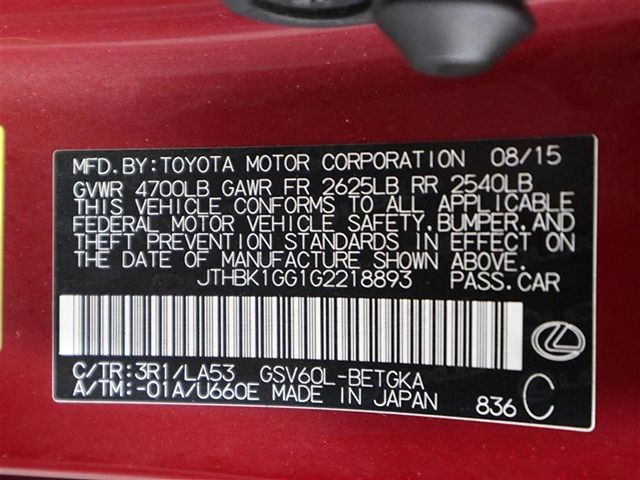 MFD.BY:TOYOTA MOTOR CORPORATION 08/15
GVWR 4700LB GAWR FR 2625LB RR 2540LB
THIS VEHICLE CONFORMS TO ALL APPLICABLE
FEDERAL MOTOR VEHICLE SAFETY,BUMPER,AND
THEFT PREVENTION STANDARDS IN EFFECT ON
THE DATE OF MANUFACTURE SHOWN ABOVE.
JTHBK1GG1G2218893 PASS.CAR
C/TR:3R1/LA53 GSV60L-BETGKA
A/TM:-01A/U660E MADE IN JAPAN 836 C